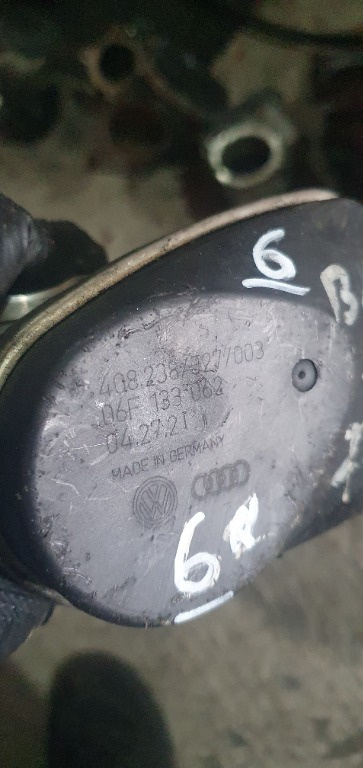 6
B
408.238/327/003
06F 133 062
04.27.21
MADE IN GERMANY
6R